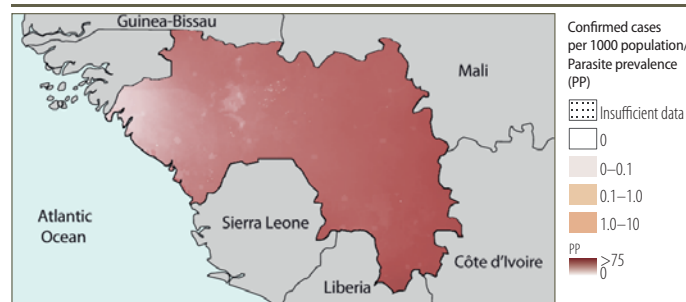 Guinea-Bissau
Mali
Atlantic
Ocean
Sierra Leone
Liberia
Côte d'Ivoire
Confirmed cases
per 1000 population/
Parasite prevalence
(PP)
Insufficient data
0
0–0.1
0.1–1.0
1.0–10
PP
>75
0